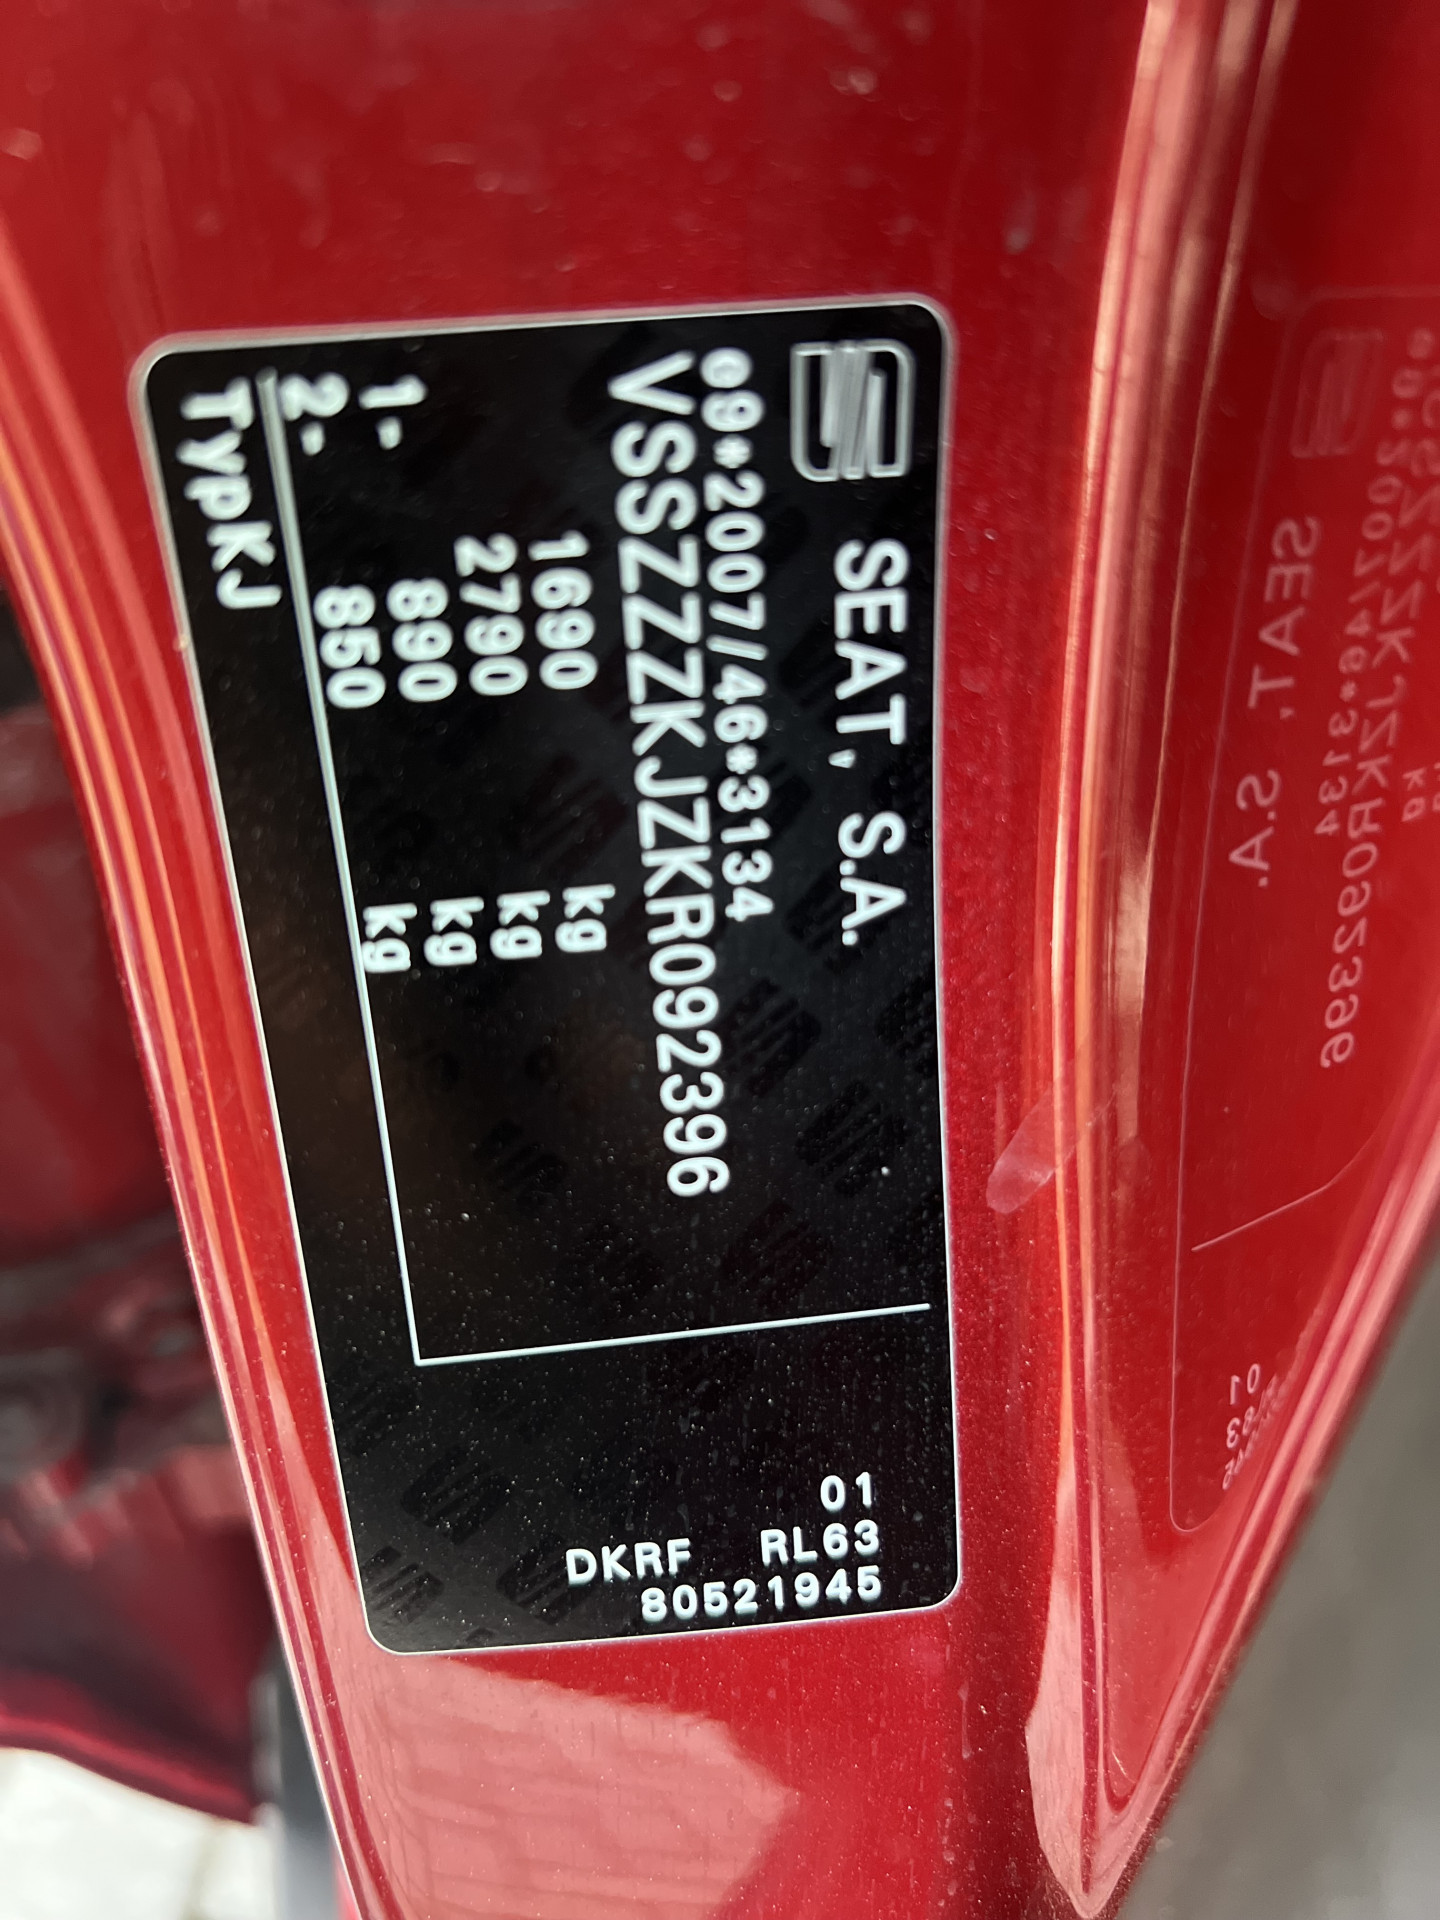 SEAT, S.A.
e9*2007/46*3134
VSSZZZKJZKR092396
1690 kg
2790 kg
1- 890 kg
2- 850 kg
TypKJ
01
DKRF RL63
80521945